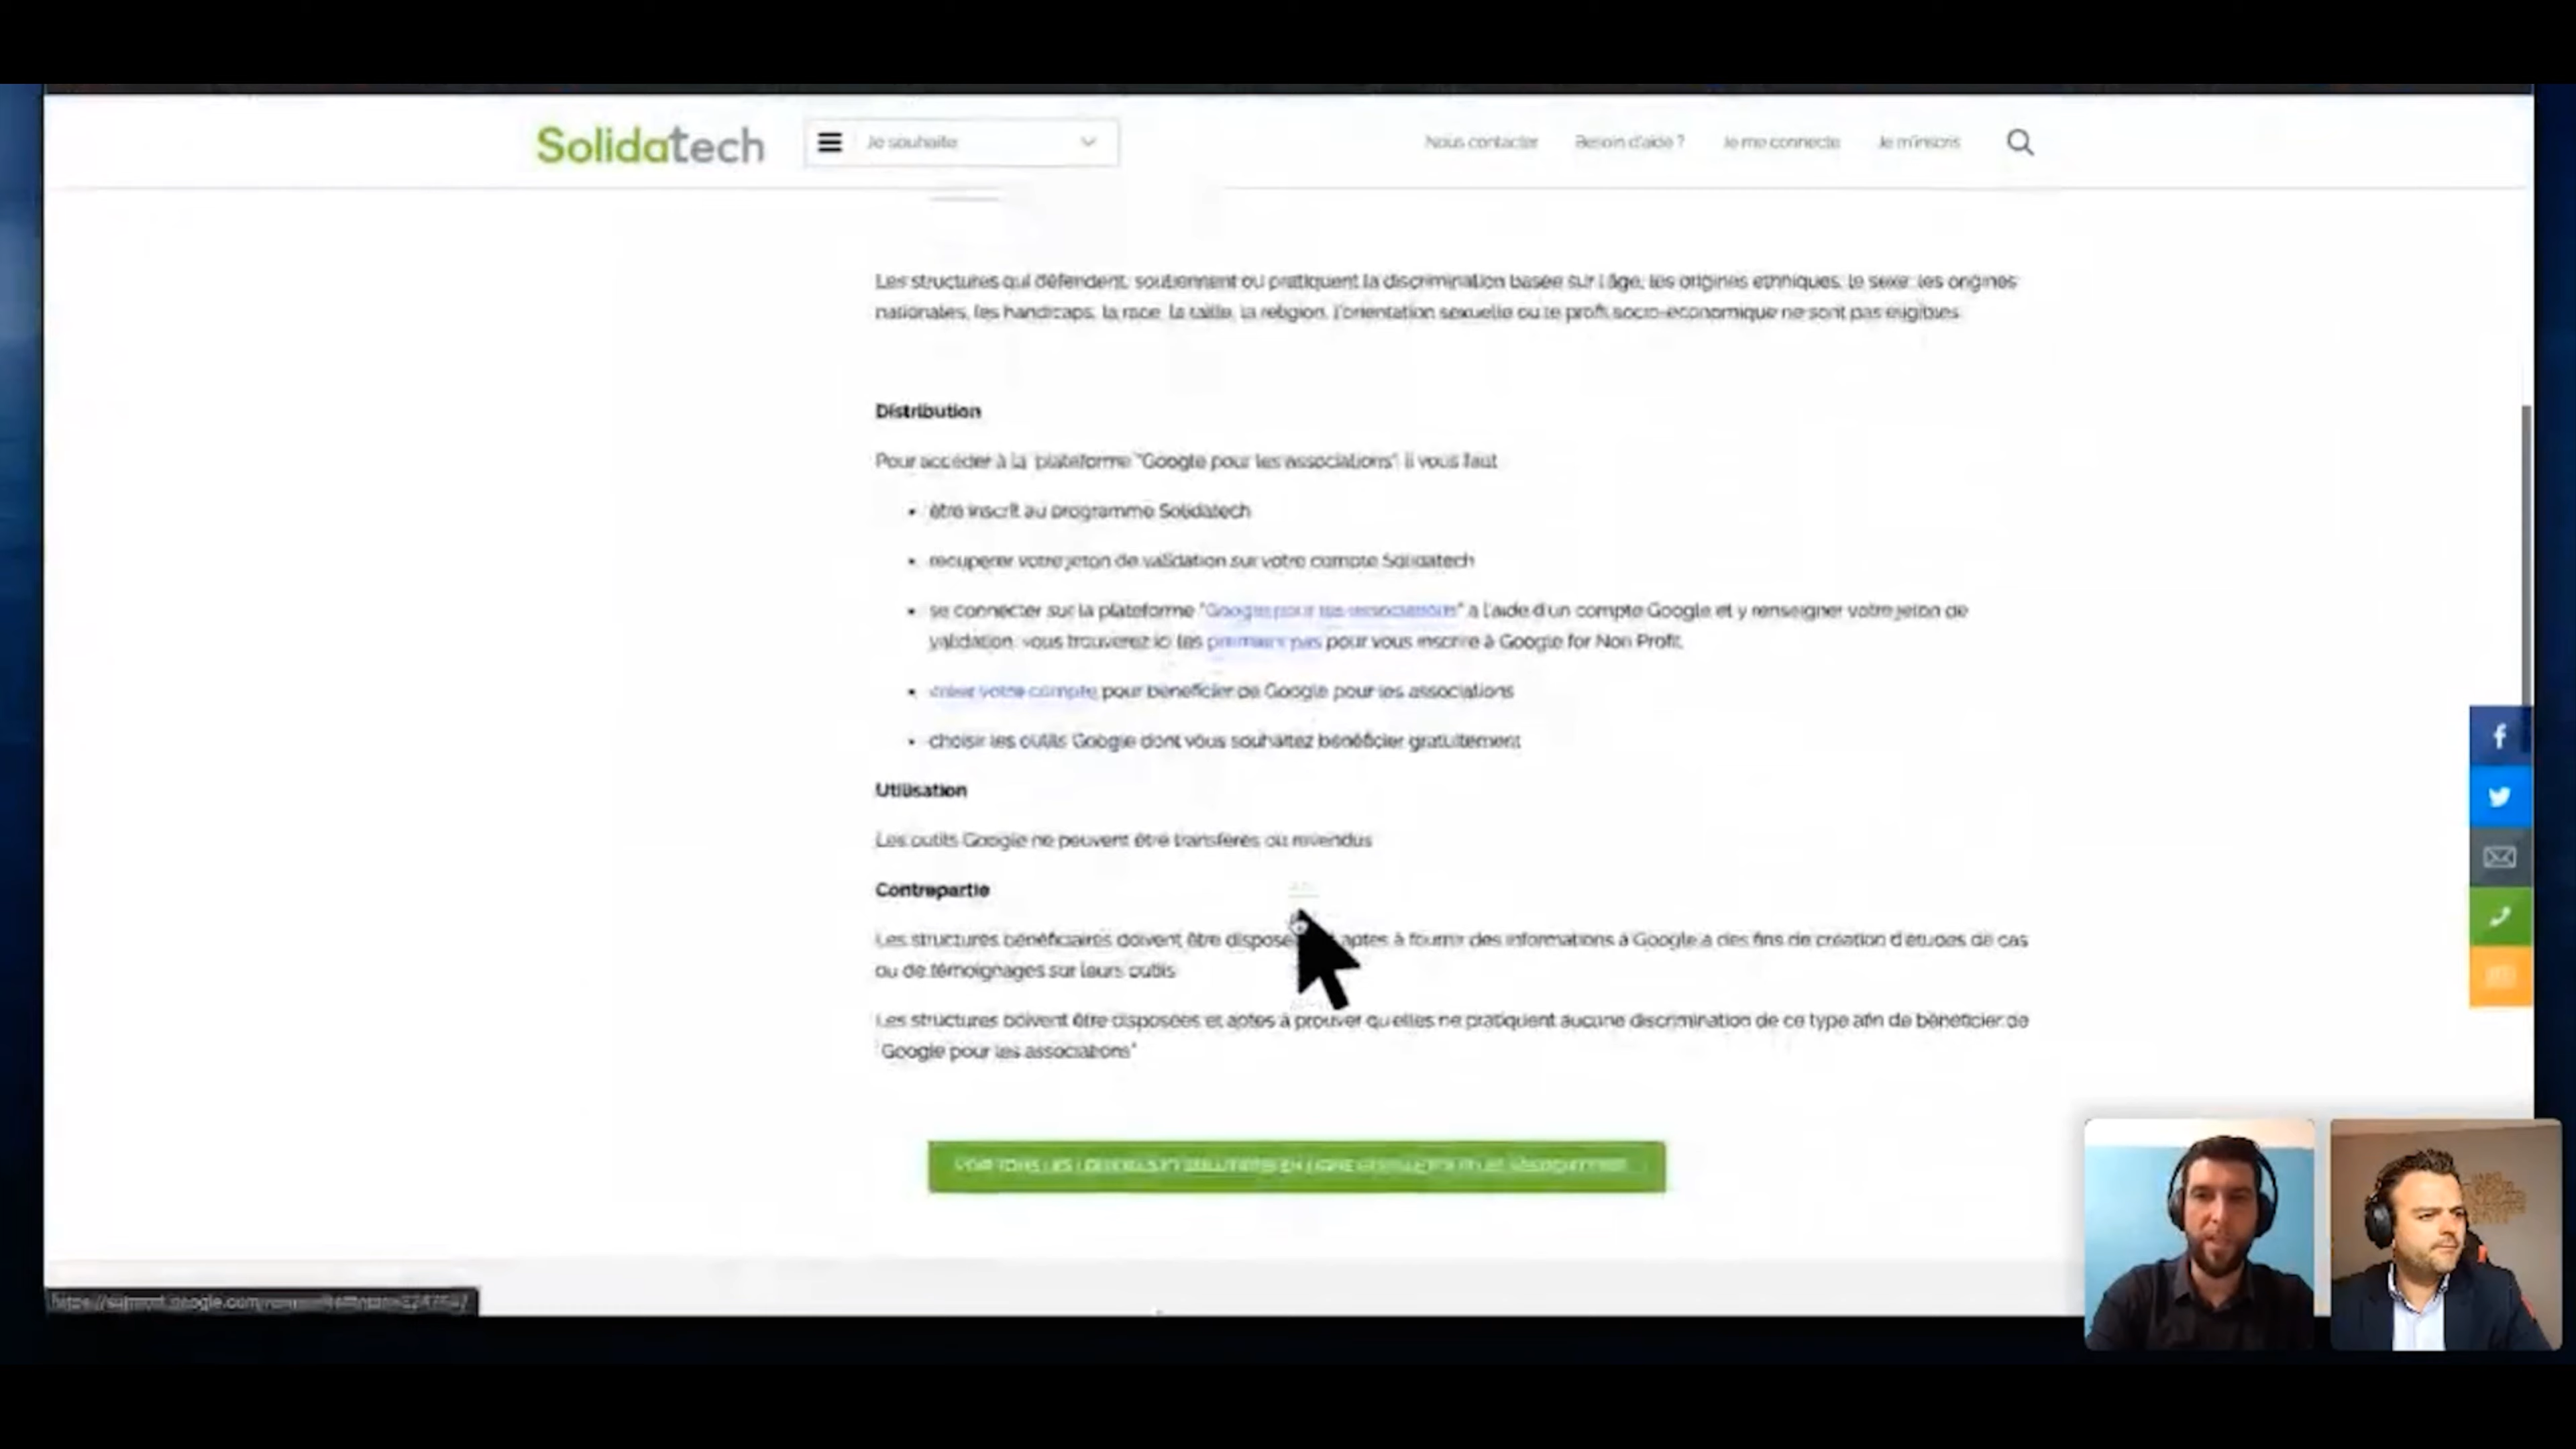 Solidatech
Je souhaite
Nous contacter
Besoin d'aide ?
Je me connecte
Je m'inscris
Les structures qui défendent, soutiennent ou pratiquent la discrimination basée sur l'âge, les origines ethniques, le sexe, les origines
nationales, les handicaps, la race, la taille, la religion, l'orientation sexuelle ou le profil socio-economique ne sont pas éligibles
Distribution
Pour accéder à la plateforme "Google pour les associations", il vous faut
• être inscrit au programme Solidatech
• récupérer votre jeton de validation sur votre compte Solidatech
• se connecter sur la plateforme "Google pour les associations" à l'aide d'un compte Google et y renseigner votre jeton de
validation, vous trouverez ici les premiers pas pour vous inscrire à Google for Non Profit.
• créer votre compte pour bénéficier de Google pour les associations
• choisir les outils Google dont vous souhaitez bénéficier gratuitement
Utilisation
Les outils Google ne peuvent être transférés ou revendus
Contrepartie
Les structures bénéficiaires doivent être aptes à fournir des informations à Google à des fins de création d'études de cas
ou de témoignages sur leurs outils
Les structures doivent être disposées et aptes à prouver qu'elles ne pratiquent aucune discrimination de ce type afin de bénéficier de
"Google pour les associations"